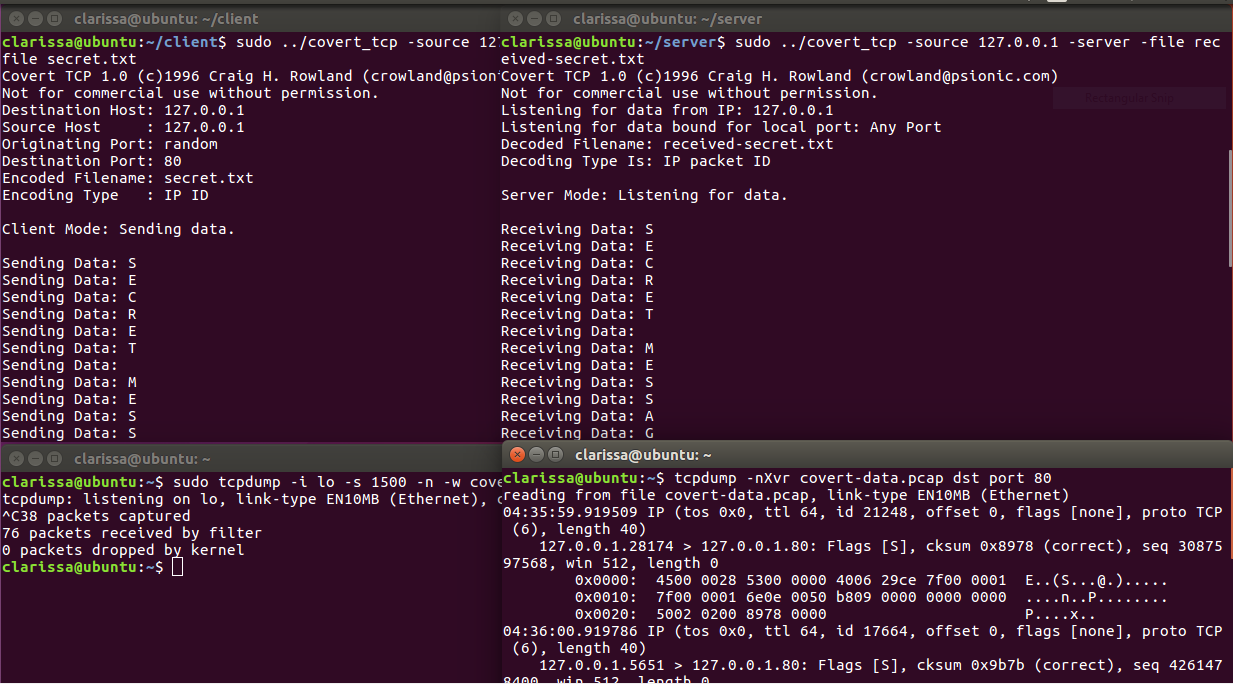 clarissa@ubuntu: ~/client
clarissa@ubuntu:~/client$ sudo ../covert_tcp -source 127
file secret.txt
Covert TCP 1.0 (c)1996 Craig H. Rowland (crowland@psion
Not for commercial use without permission.
Destination Host: 127.0.0.1
Source Host     : 127.0.0.1
Originating Port: random
Destination Port: 80
Encoded Filename: secret.txt
Encoding Type   : IP ID
Client Mode: Sending data.
Sending Data: S
Sending Data: E
Sending Data: C
Sending Data: R
Sending Data: E
Sending Data: T
Sending Data:
Sending Data: M
Sending Data: E
Sending Data: S
Sending Data: S
clarissa@ubuntu: ~/server
clarissa@ubuntu:~/server$ sudo ../covert_tcp -source 127.0.0.1 -server -file rec
eived-secret.txt
Covert TCP 1.0 (c)1996 Craig H. Rowland (crowland@psionic.com)
Not for commercial use without permission.
Listening for data from IP: 127.0.0.1
Listening for data bound for local port: Any Port
Decoded Filename: received-secret.txt
Decoding Type Is: IP packet ID
Server Mode: Listening for data.
Receiving Data: S
Receiving Data: E
Receiving Data: C
Receiving Data: R
Receiving Data: E
Receiving Data: T
Receiving Data:
Receiving Data: M
Receiving Data: E
Receiving Data: S
Receiving Data: S
Receiving Data: A
Receiving Data: G
clarissa@ubuntu: ~
clarissa@ubuntu:~$ sudo tcpdump -i lo -s 1500 -n -w cove
tcpdump: listening on lo, link-type EN10MB (Ethernet), c
^C38 packets captured
76 packets received by filter
0 packets dropped by kernel
clarissa@ubuntu:~$
clarissa@ubuntu: ~
clarissa@ubuntu:~$ tcpdump -nXvr covert-data.pcap dst port 80
reading from file covert-data.pcap, link-type EN10MB (Ethernet)
04:35:59.919509 IP (tos 0x0, ttl 64, id 21248, offset 0, flags [none], proto TCP
(6), length 40)
127.0.0.1.28174 > 127.0.0.1.80: Flags [S], cksum 0x8978 (correct), seq 30875
97568, win 512, length 0
0x0000:  4500 0028 5300 0000 4006 29ce 7f00 0001  E..(S...@.).....
0x0010:  7f00 0001 6e0e 0050 b809 0000 0000 0000  ....n..P........
0x0020:  5002 0200 8978 0000                      P....x..
04:36:00.919786 IP (tos 0x0, ttl 64, id 17664, offset 0, flags [none], proto TCP
(6), length 40)
127.0.0.1.5651 > 127.0.0.1.80: Flags [S], cksum 0x9b7b (correct), seq 426147
8400, win 512, length 0